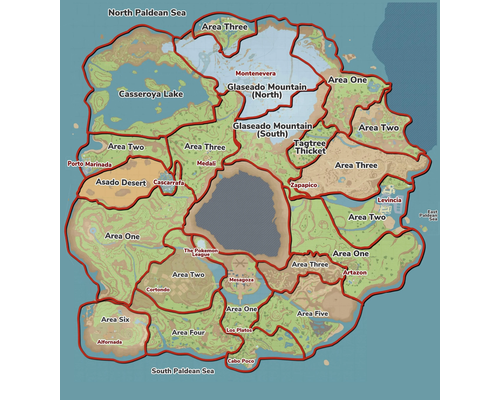 North Paldean Sea
Area Three
Montenevera
Area One
Glaseado Mountain
(North)
Casseroya Lake
Glaseado Mountain
(South)
Area Two
Area Two
Area Three
Tagtree
Thicket
Porto Marinada
Medali
Area Three
Asado Desert
Cascarrafa
Zapapico
Levincia
Area Two
East
Paldean
Sea
Area One
The Pokemon
League
Area One
Area Three
Artazon
Area Two
Mesagoza
Cortondo
Area One
Area Five
Area Six
Los Platos
Area Four
Alfornada
Cabo Poco
South Paldean Sea